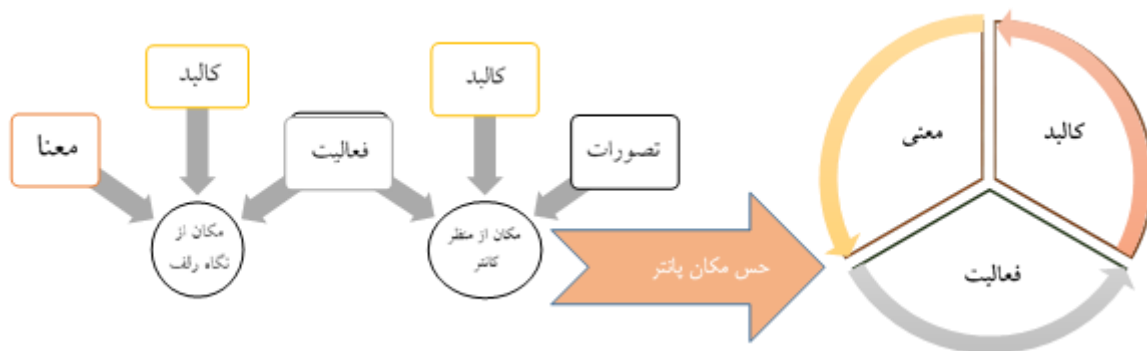 کالبد
کالبد
معنا
فعالیت
تصورات
مکان از
نگاه رلف
مکان از منظر
کانتر
حس مکان پانتر
معنی
کالبد
فعالیت